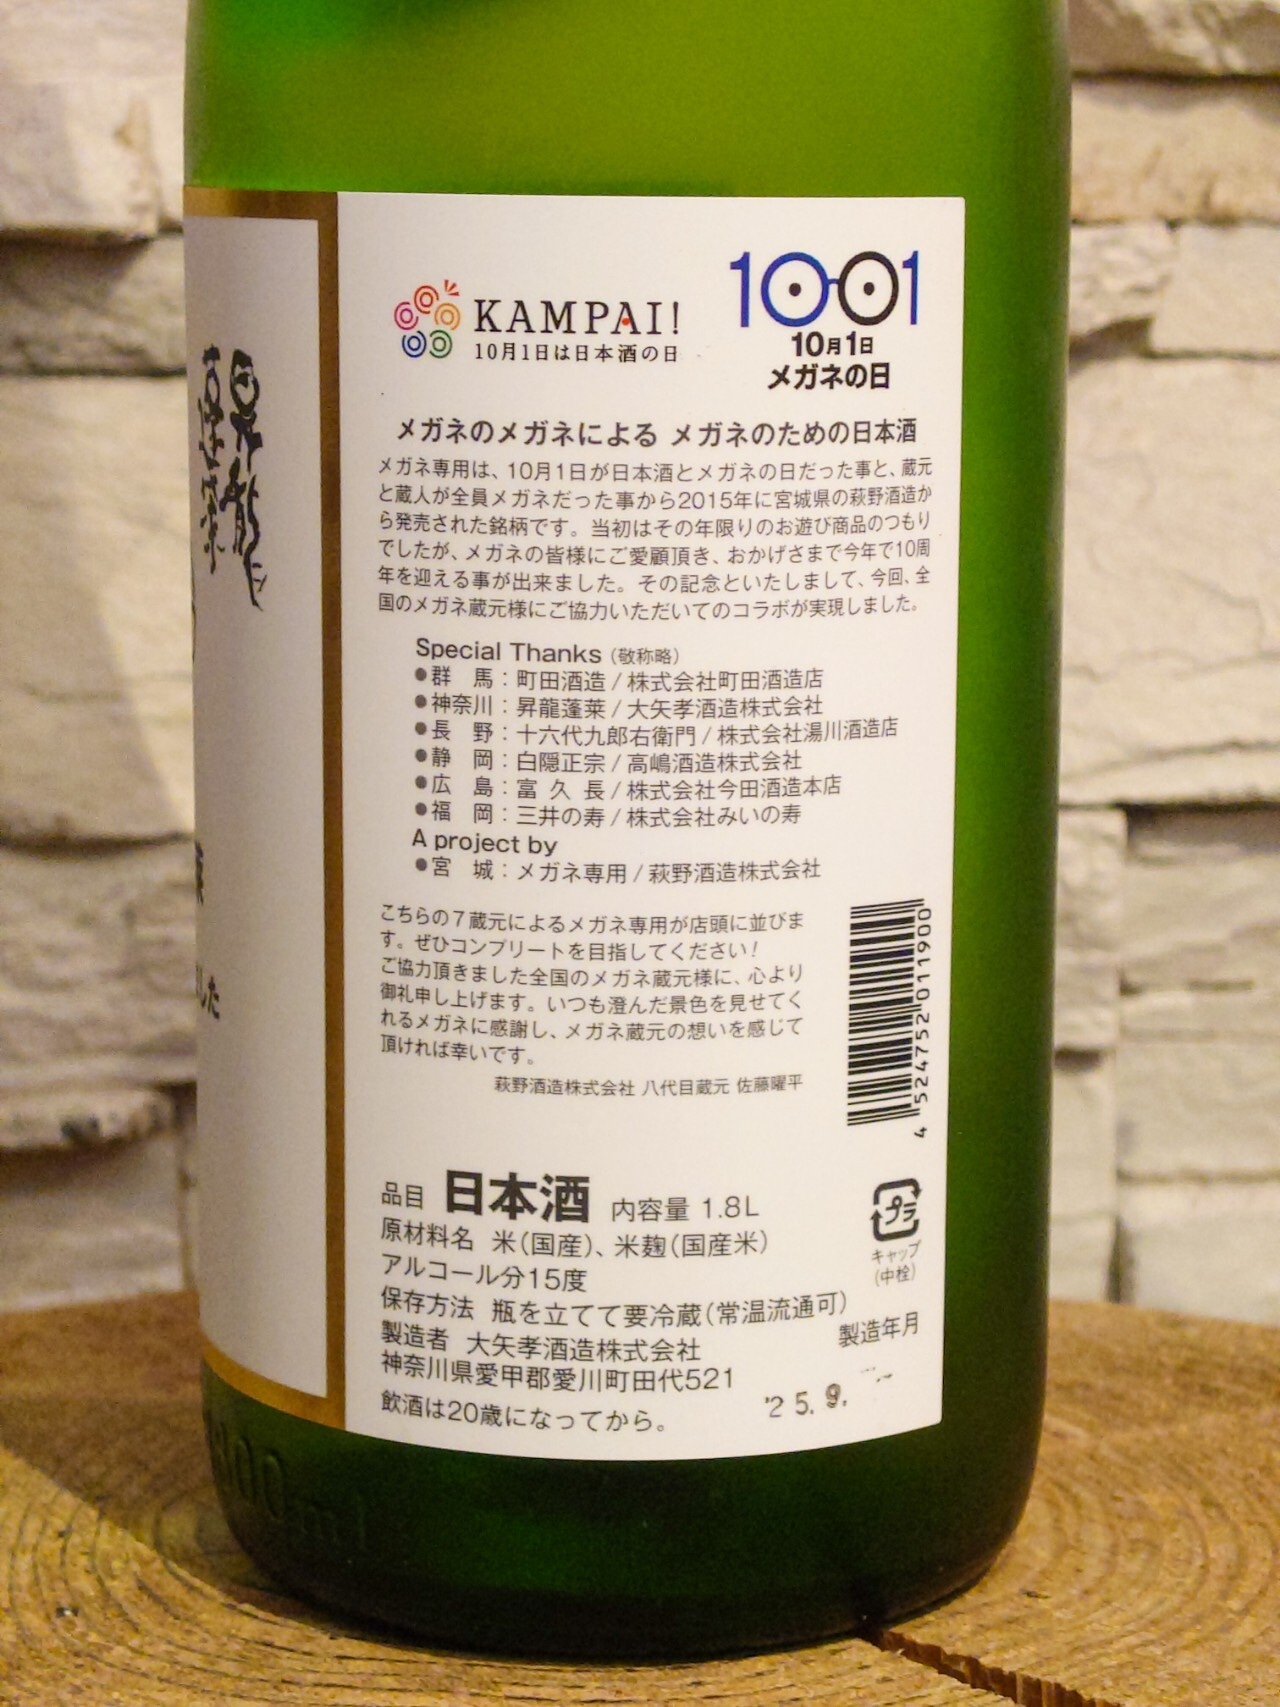 昇龍
蓬莱
した
KAMPAI!
10月1日は日本酒の日
1001
10月1日
メガネの日
メガネのメガネによる メガネのための日本酒
メガネ専用は、10月1日が日本酒とメガネの日だった事と、蔵元
と蔵人が全員メガネだった事から2015年に宮城県の萩野酒造か
ら発売された銘柄です。当初はその年限りのお遊び商品のつもり
でしたが、メガネの皆様にご愛顧頂き、おかげさまで今年で10周
年を迎える事が出来ました。その記念といたしまして、今回、全
国のメガネ蔵元様にご協力いただいてのコラボが実現しました。
Special Thanks (敬称略)
●群 馬：町田酒造/株式会社町田酒造店
●神奈川：昇龍蓬莱/大矢孝酒造株式会社
●長 野：十六代九郎右衛門/株式会社湯川酒造店
●静 岡：白隠正宗/高嶋酒造株式会社
●広 島：富 久 長/株式会社今田酒造本店
●福 岡：三井の寿/株式会社みいの寿
A project by
●宮 城：メガネ専用/萩野酒造株式会社
こちらの7蔵元によるメガネ専用が店頭に並びま
す。ぜひコンプリートを目指してください!
ご協力頂きました全国のメガネ蔵元様に、心より
御礼申し上げます。いつも澄んだ景色を見せてく
れるメガネに感謝し、メガネ蔵元の想いを感じて
頂ければ幸いです。
萩野酒造株式会社 八代目蔵元 佐藤曜平
4 524752 011900
品目 日本酒 内容量 1.8L
原材料名 米(国産)、米麹(国産米)
アルコール分15度
保存方法 瓶を立てて要冷蔵(常温流通可)
製造者 大矢孝酒造株式会社
神奈川県愛甲郡愛川町田代521
飲酒は20歳になってから。
プラ
キャップ
(中栓)
製造年月
'25.9.